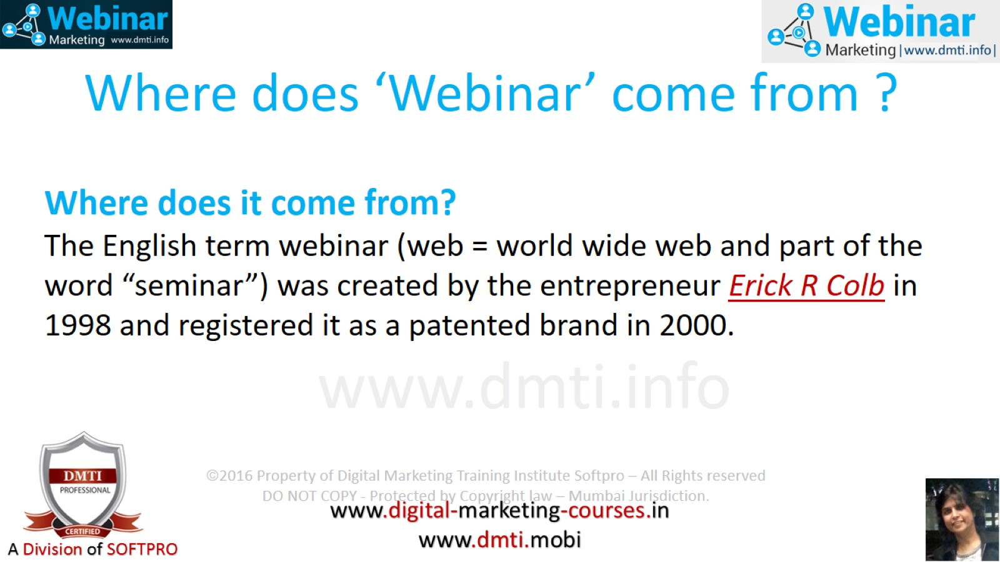 Webinar
Marketing www.dmti.info
Webinar
Marketing|www.dmti.info|
Where does ‘Webinar’ come from ?
Where does it come from?
The English term webinar (web = world wide web and part of the
word “seminar”) was created by the entrepreneur Erick R Colb in
1998 and registered it as a patented brand in 2000.
www.dmti.info
DMTI
PROFESSIONAL
CERTIFIED
A Division of SOFTPRO
©2016 Property of Digital Marketing Training Institute Softpro – All Rights reserved
DO NOT COPY - Protected by Copyright law – Mumbai Jurisdiction.
www.digital-marketing-courses.in
www.dmti.mobi